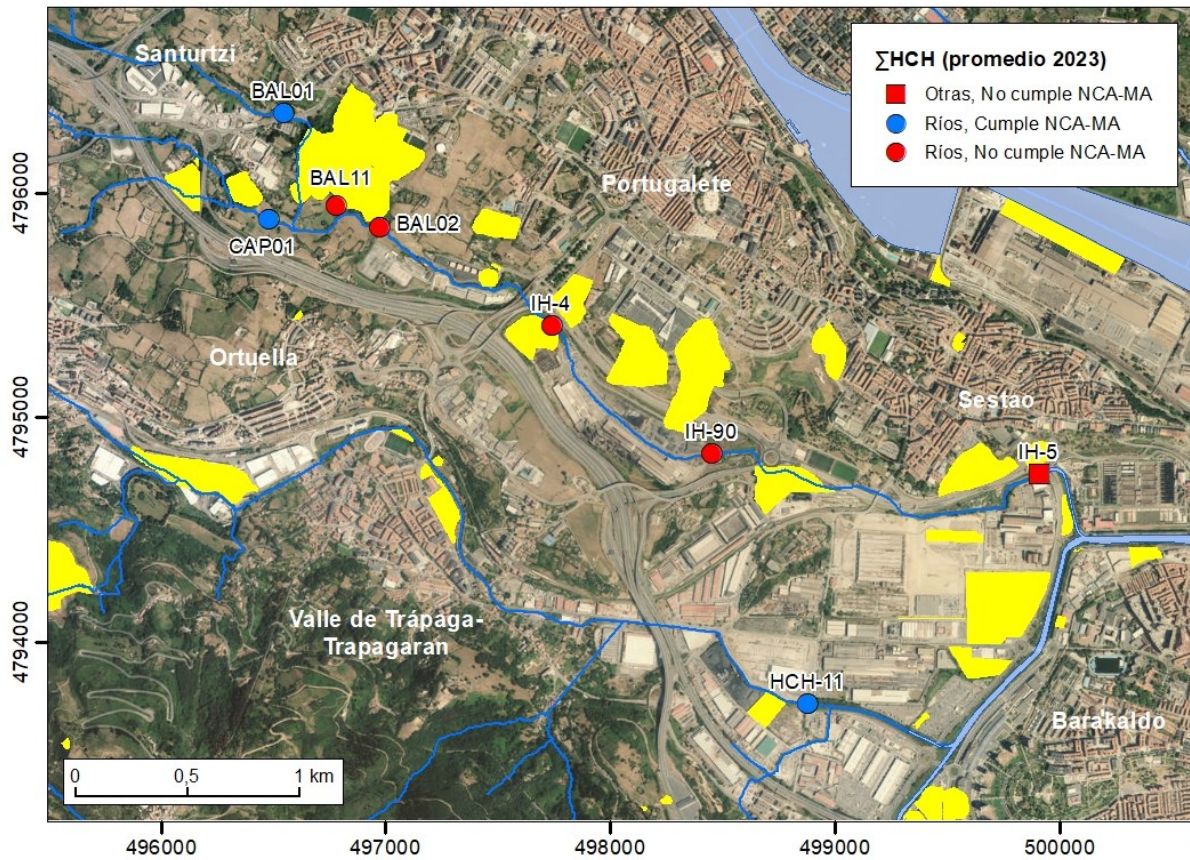 ∑HCH (promedio 2023)
Otras, No cumple NCA-MA
Ríos, Cumple NCA-MA
Ríos, No cumple NCA-MA
Santurtzi
BAL01
Portugalete
BAL11
BAL02
CAP01
IH-4
Ortuella
Sestao
IH-90
IH-5
Valle de Trápaga-
Trapagaran
HCH-11
Barakaldo
0 0,5 1 km
4796000
4795000
4794000
496000 497000 498000 499000 500000